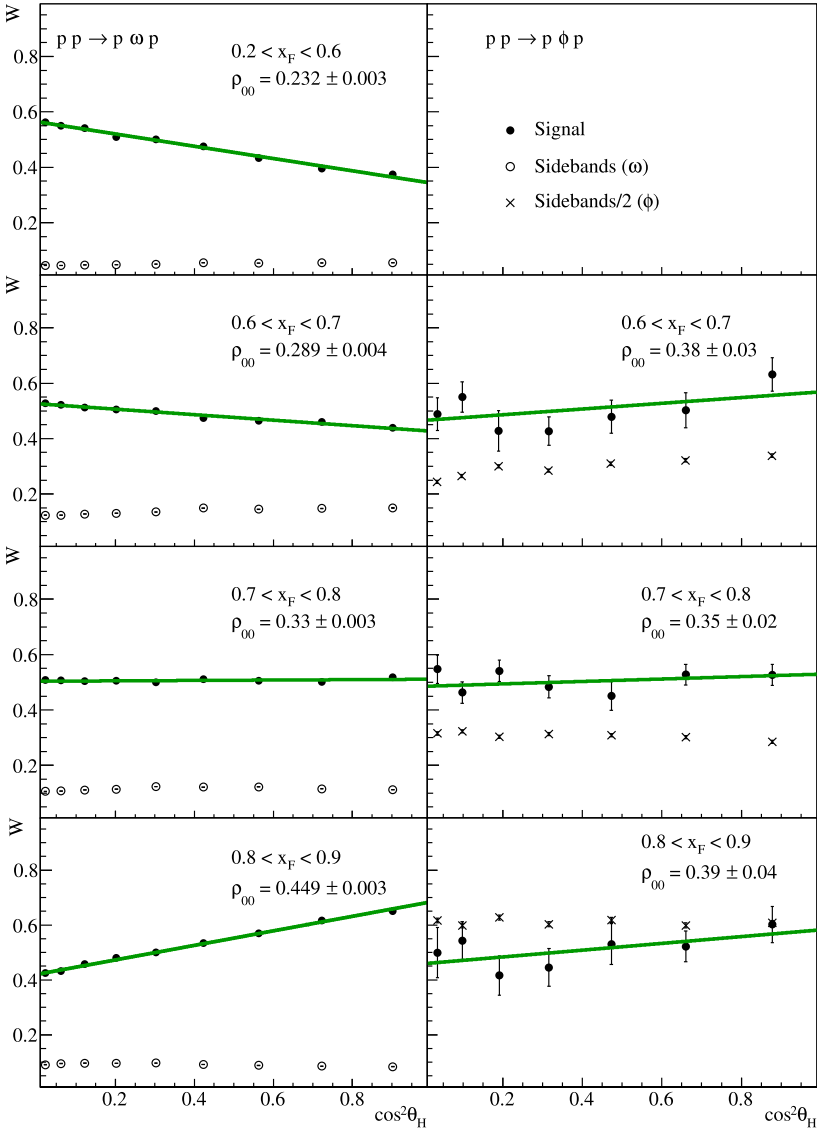 W
p p → p ω p
0.2 < x_F < 0.6
ρ_00 = 0.232 ± 0.003
0.8
0.6
0.4
0.2
p p → p ϕ p
Signal
Sidebands (ω)
Sidebands/2 (ϕ)
W
0.6 < x_F < 0.7
ρ_00 = 0.289 ± 0.004
0.8
0.6
0.4
0.2
0.6 < x_F < 0.7
ρ_00 = 0.38 ± 0.03
W
0.7 < x_F < 0.8
ρ_00 = 0.33 ± 0.003
0.8
0.6
0.4
0.2
0.7 < x_F < 0.8
ρ_00 = 0.35 ± 0.02
W
0.8 < x_F < 0.9
ρ_00 = 0.449 ± 0.003
0.8
0.6
0.4
0.2
0.8 < x_F < 0.9
ρ_00 = 0.39 ± 0.04
0.2 0.4 0.6 0.8
cos²θ_H
0.2 0.4 0.6 0.8
cos²θ_H